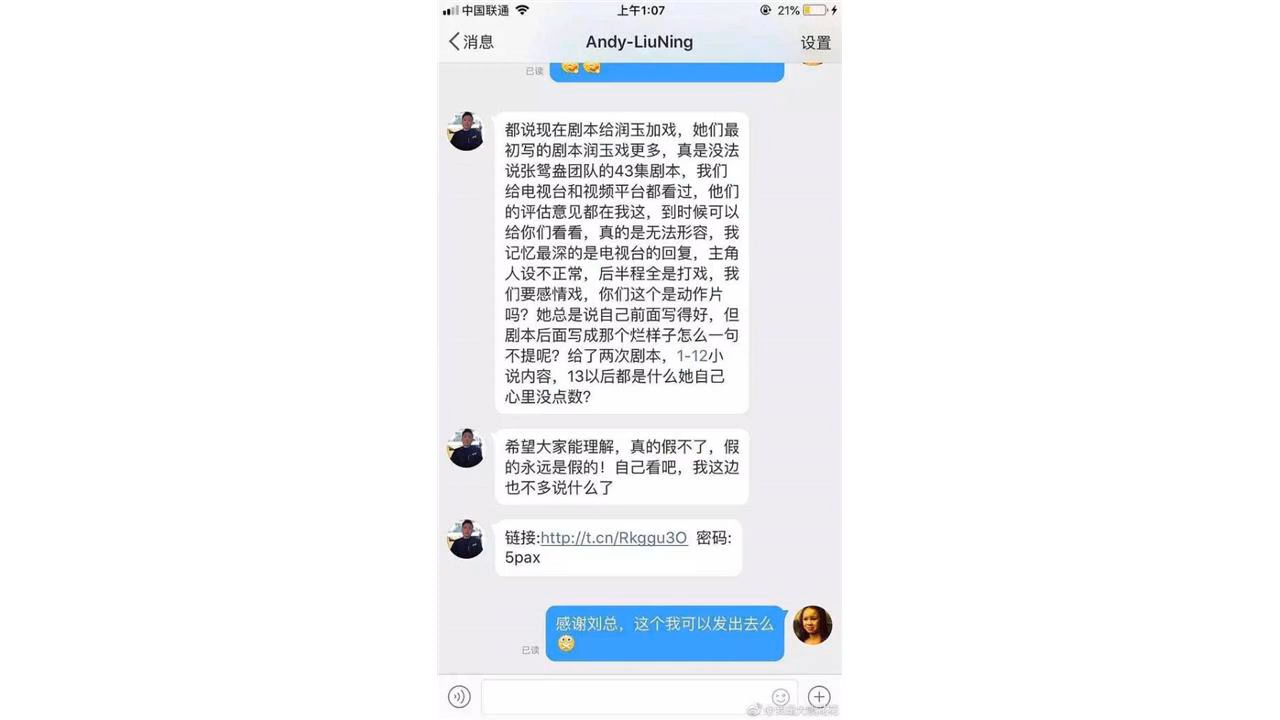 中国联通
上午1:07
21%
消息
Andy-LiuNing
设置
已读
都说现在剧本给润玉加戏，她们最
初写的剧本润玉戏更多，真是没法
说张鸳盎团队的43集剧本，我们
给电视台和视频平台都看过，他们
的评估意见都在我这，到时候可以
给你们看看，真的是无法形容，我
记忆最深的是电视台的回复，主角
人设不正常，后半程全是打戏，我
们要感情戏，你们这个是动作片
吗？她总是说自己前面写得好，但
剧本后面写成那个烂样子怎么一句
不提呢？给了两次剧本，1-12小
说内容，13以后都是什么她自己
心里没点数？
希望大家能理解，真的假不了，假
的永远是假的！自己看吧，我这边
也不多说什么了
链接:http://t.cn/Rkggu3O 密码:
5pax
感谢刘总，这个我可以发出去么
已读